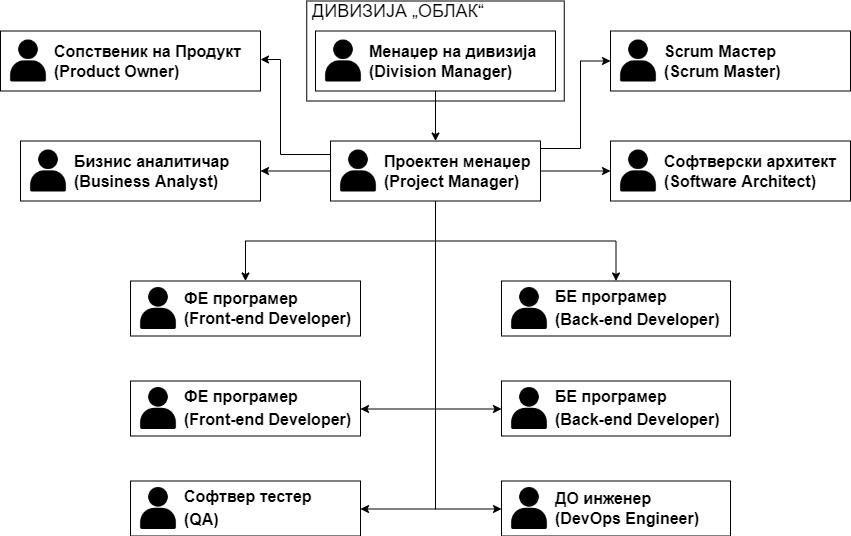 ДИВИЗИЈА „ОБЛАК“
Сопственик на Продукт
(Product Owner)
Менаџер на дивизија
(Division Manager)
Scrum Мастер
(Scrum Master)
Бизнис аналитичар
(Business Analyst)
Проектен менаџер
(Project Manager)
Софтверски архитект
(Software Architect)
ФЕ програмер
(Front-end Developer)
БЕ програмер
(Back-end Developer)
ФЕ програмер
(Front-end Developer)
БЕ програмер
(Back-end Developer)
Софтвер тестер
(QA)
ДО инженер
(DevOps Engineer)